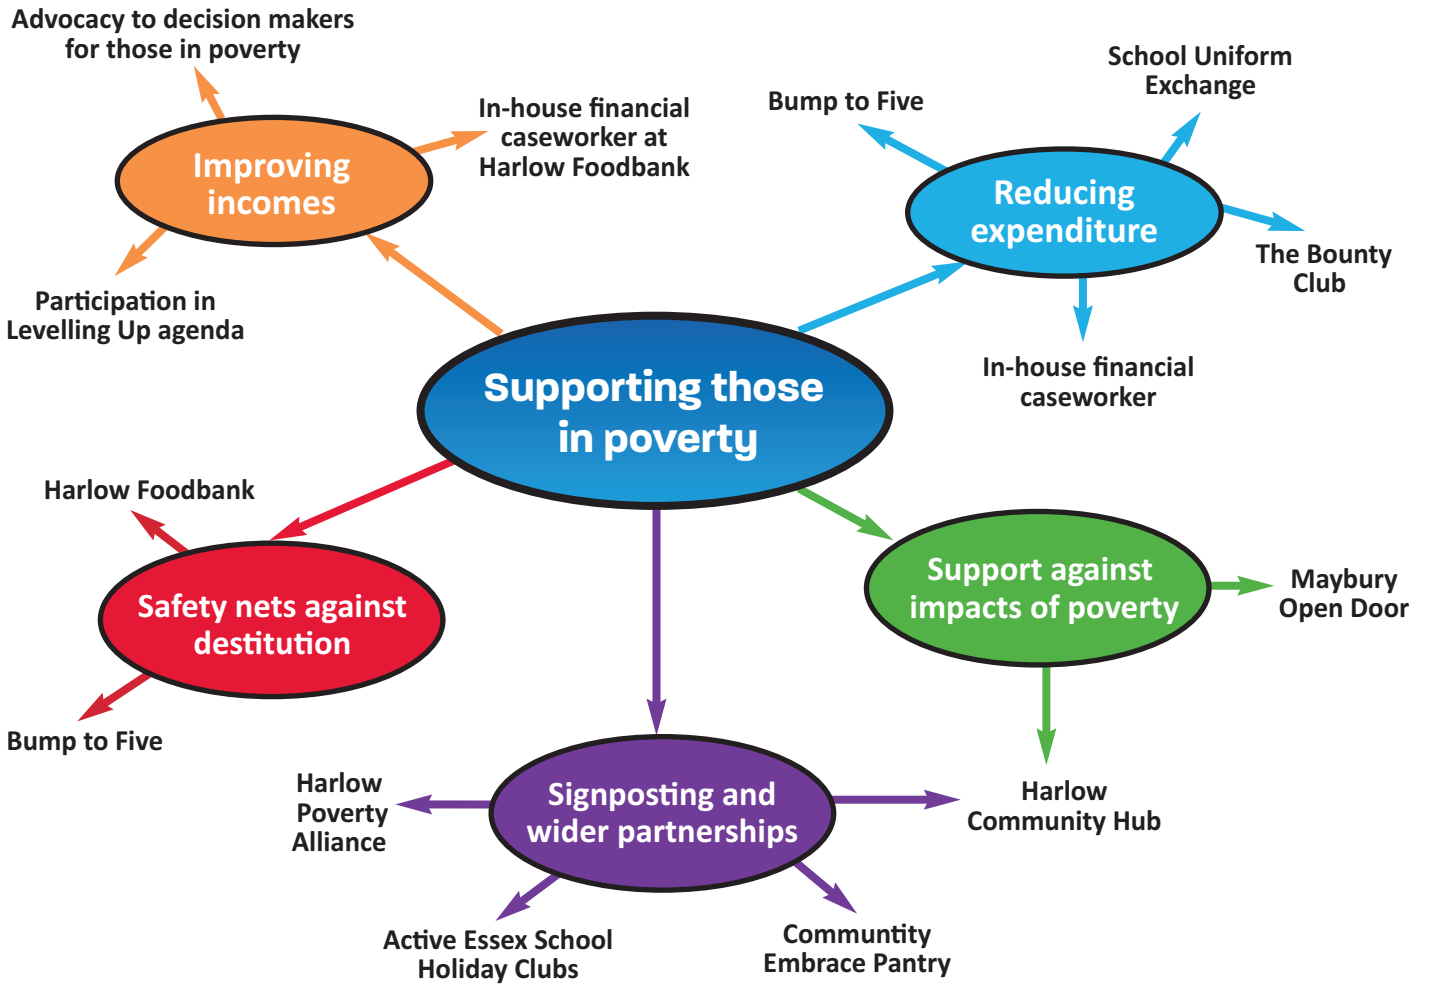 Advocacy to decision makers
for those in poverty
Improving
incomes
In-house financial
caseworker at
Harlow Foodbank
Participation in
Levelling Up agenda
Bump to Five
School Uniform
Exchange
Reducing
expenditure
The Bounty
Club
In-house financial
caseworker
Supporting those
in poverty
Harlow Foodbank
Safety nets against
destitution
Bump to Five
Support against
impacts of poverty
Maybury
Open Door
Harlow
Community Hub
Signposting and
wider partnerships
Harlow
Poverty
Alliance
Active Essex School
Holiday Clubs
Communtity
Embrace Pantry